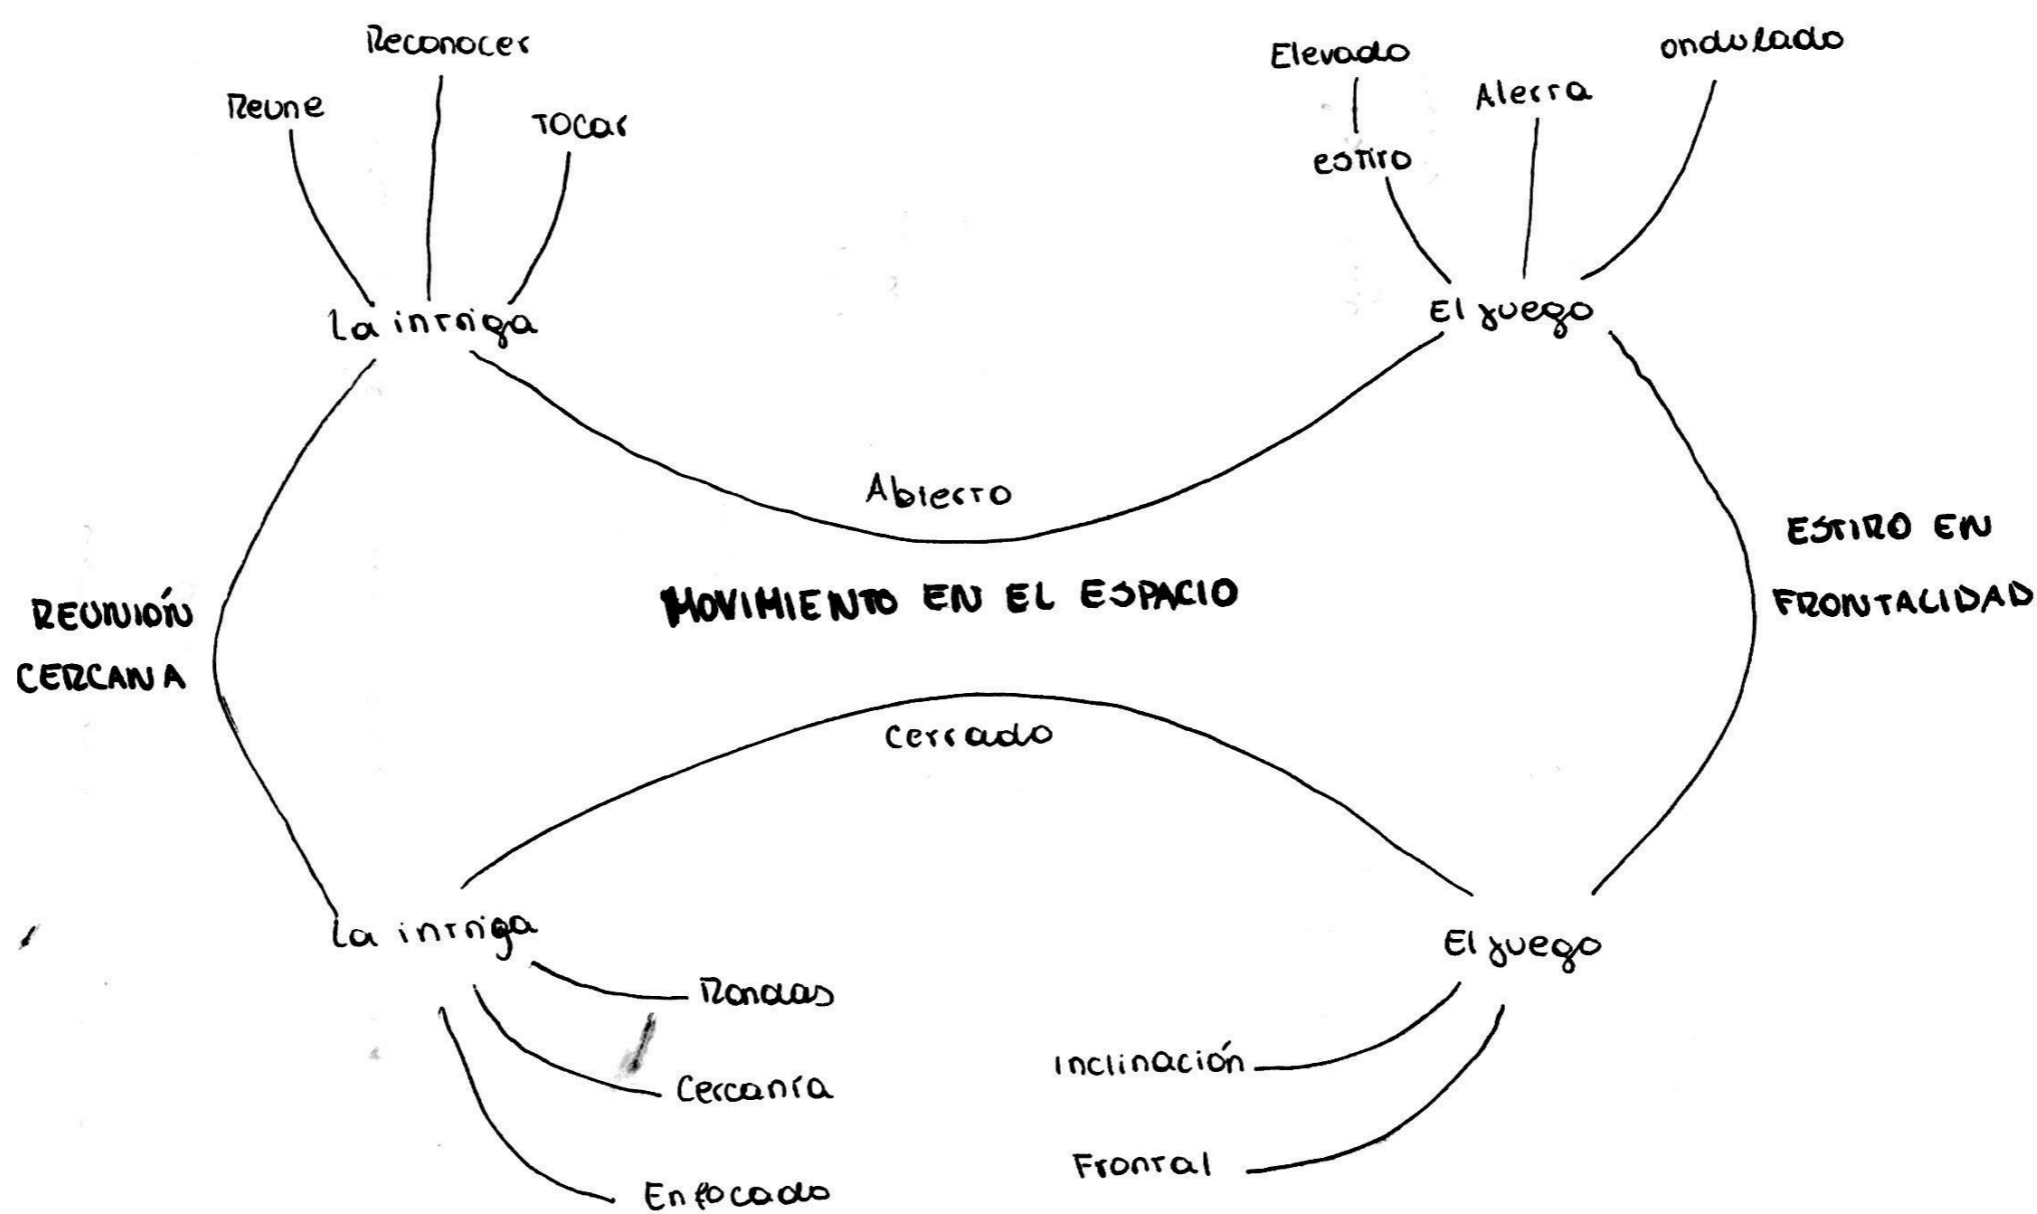 Reconocer
Reune
Tocar
La intriga
Elevado
estiro
Alerta
ondulado
El juego
Abierto
MOVIMIENTO EN EL ESPACIO
REUNIÓN
CERCANA
ESTIRO EN
FRONTALIDAD
Cerrado
La intriga
Rondas
Cercanía
Enfocado
El juego
Inclinación
Frontal